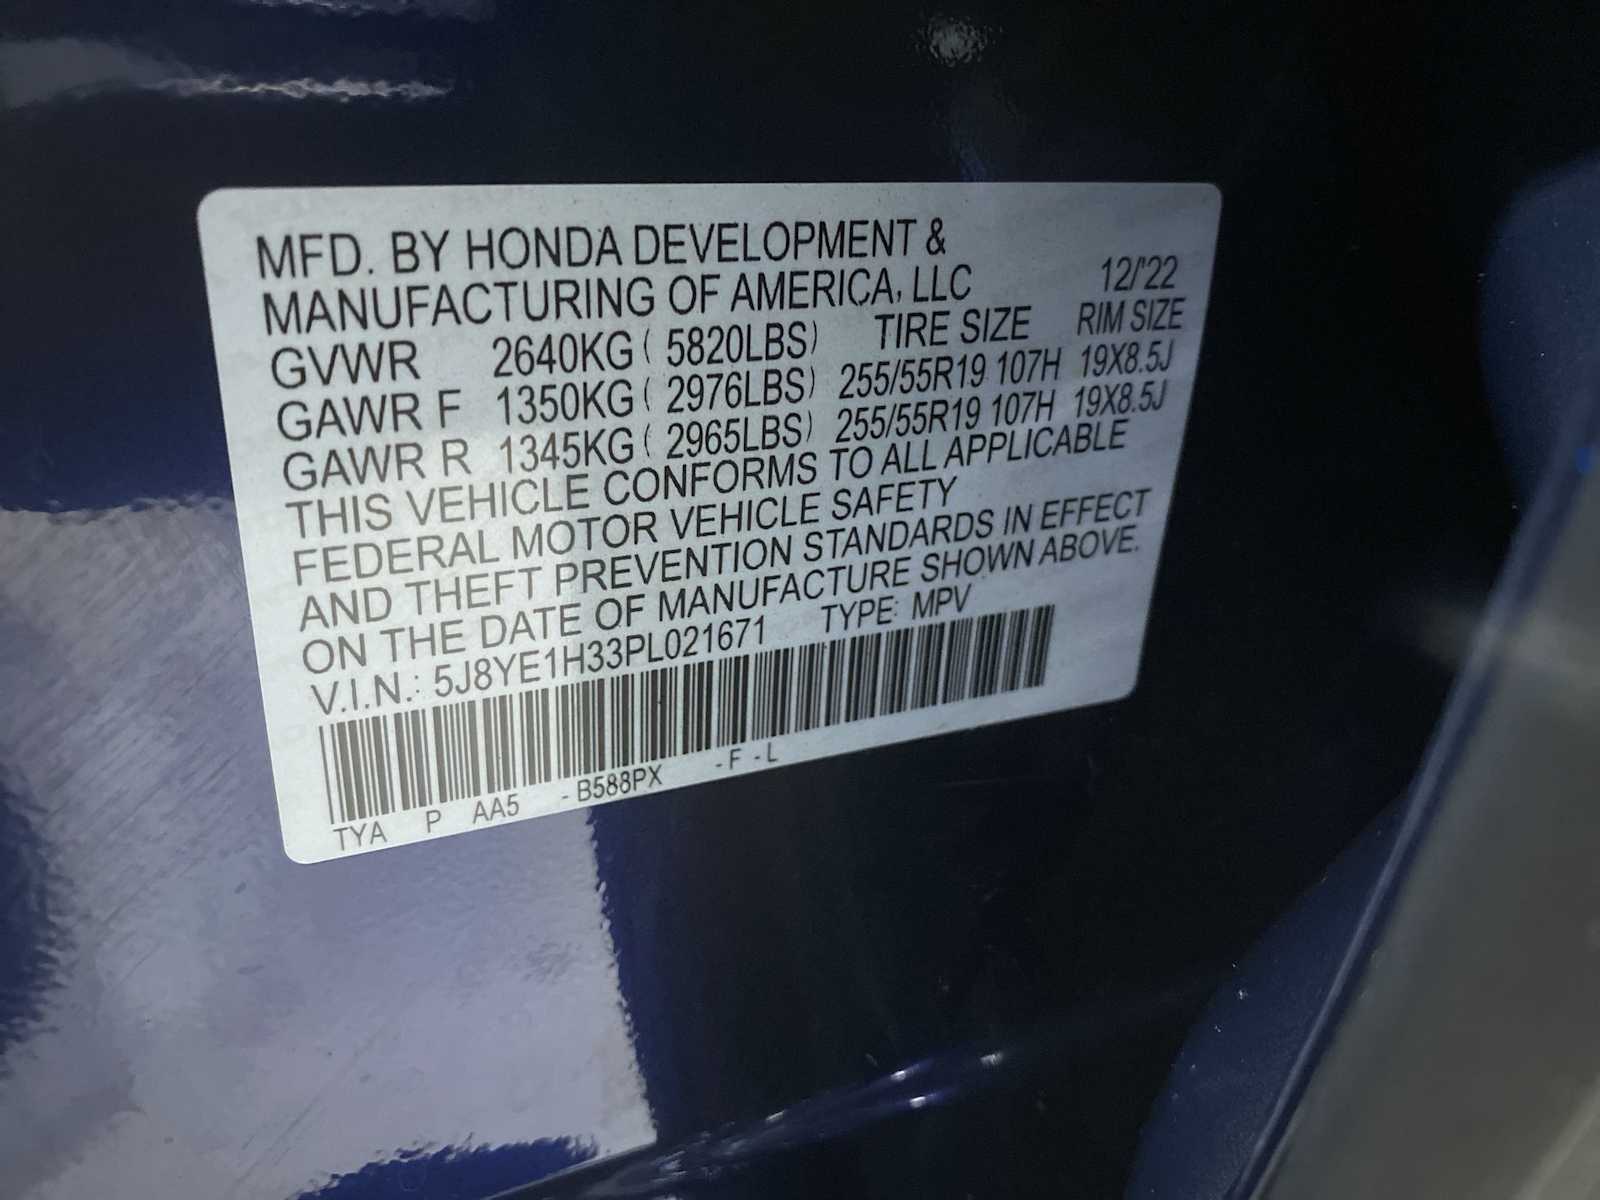 MFD. BY HONDA DEVELOPMENT &
MANUFACTURING OF AMERICA, LLC 12/'22
GVWR 2640KG ( 5820LBS) TIRE SIZE RIM SIZE
GAWR F 1350KG ( 2976LBS) 255/55R19 107H 19X8.5J
GAWR R 1345KG ( 2965LBS) 255/55R19 107H 19X8.5J
THIS VEHICLE CONFORMS TO ALL APPLICABLE
FEDERAL MOTOR VEHICLE SAFETY
AND THEFT PREVENTION STANDARDS IN EFFECT
ON THE DATE OF MANUFACTURE SHOWN ABOVE.
V.I.N.: 5J8YE1H33PL021671 TYPE: MPV
TYA P AA5 - B588PX - F - L